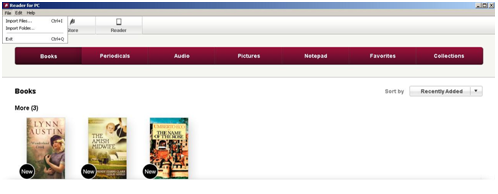 Reader for PC
File Edit Help
Import Files... Ctrl+I
Import Folder...
Exit Ctrl+Q
Store Reader
Books Periodicals Audio Pictures Notepad Favorites Collections
Books Sort by Recently Added
More (3)
LYNN AUSTIN
THE AMISH MIDWIFE
THE NAME OF THE ROSE
New New New